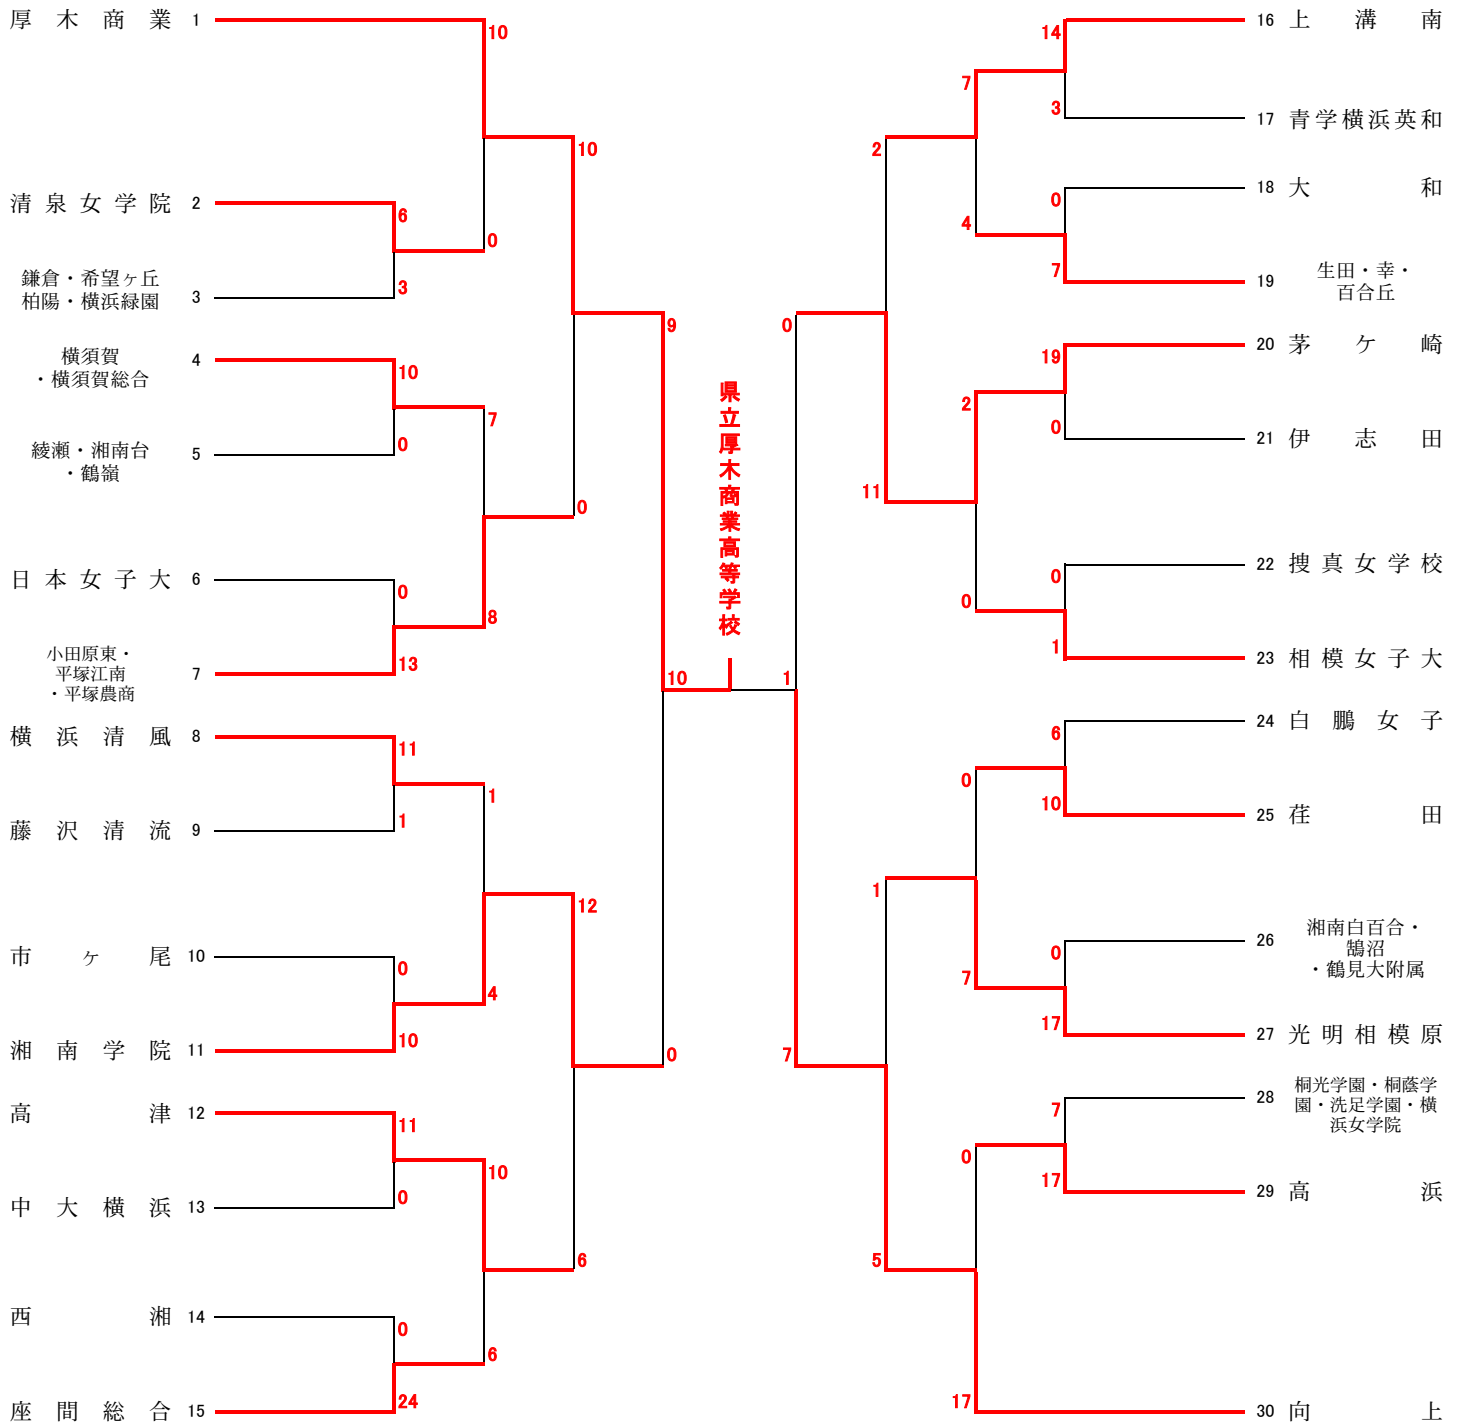 厚木商業 1
清泉女学院 2
鎌倉・希望ヶ丘
柏陽・横浜緑園 3
横須賀
・横須賀総合 4
綾瀬・湘南台
・鶴嶺 5
日本女子大 6
小田原東・
平塚江南
・平塚農商 7
横浜清風 8
藤沢清流 9
市ヶ尾 10
湘南学院 11
高津 12
中大横浜 13
西湘 14
座間総合 15
6
3
10
0
0
13
11
1
0
10
11
0
0
24
10
0
7
8
1
4
10
6
10
0
12
6
9
0
10
県立厚木商業高等学校
1
0
7
2
11
1
5
7
4
2
0
0
7
0
17
14
3
0
7
19
0
0
1
6
10
0
17
7
17
16 上溝南
17 青学横浜英和
18 大和
19 生田・幸・
百合丘
20 茅ケ崎
21 伊志田
22 捜真女学校
23 相模女子大
24 白鵬女子
25 荏田
26 湘南白百合・
鵠沼
・鶴見大附属
27 光明相模原
28 桐光学園・桐蔭学
園・洗足学園・横
浜女学院
29 高浜
30 向上